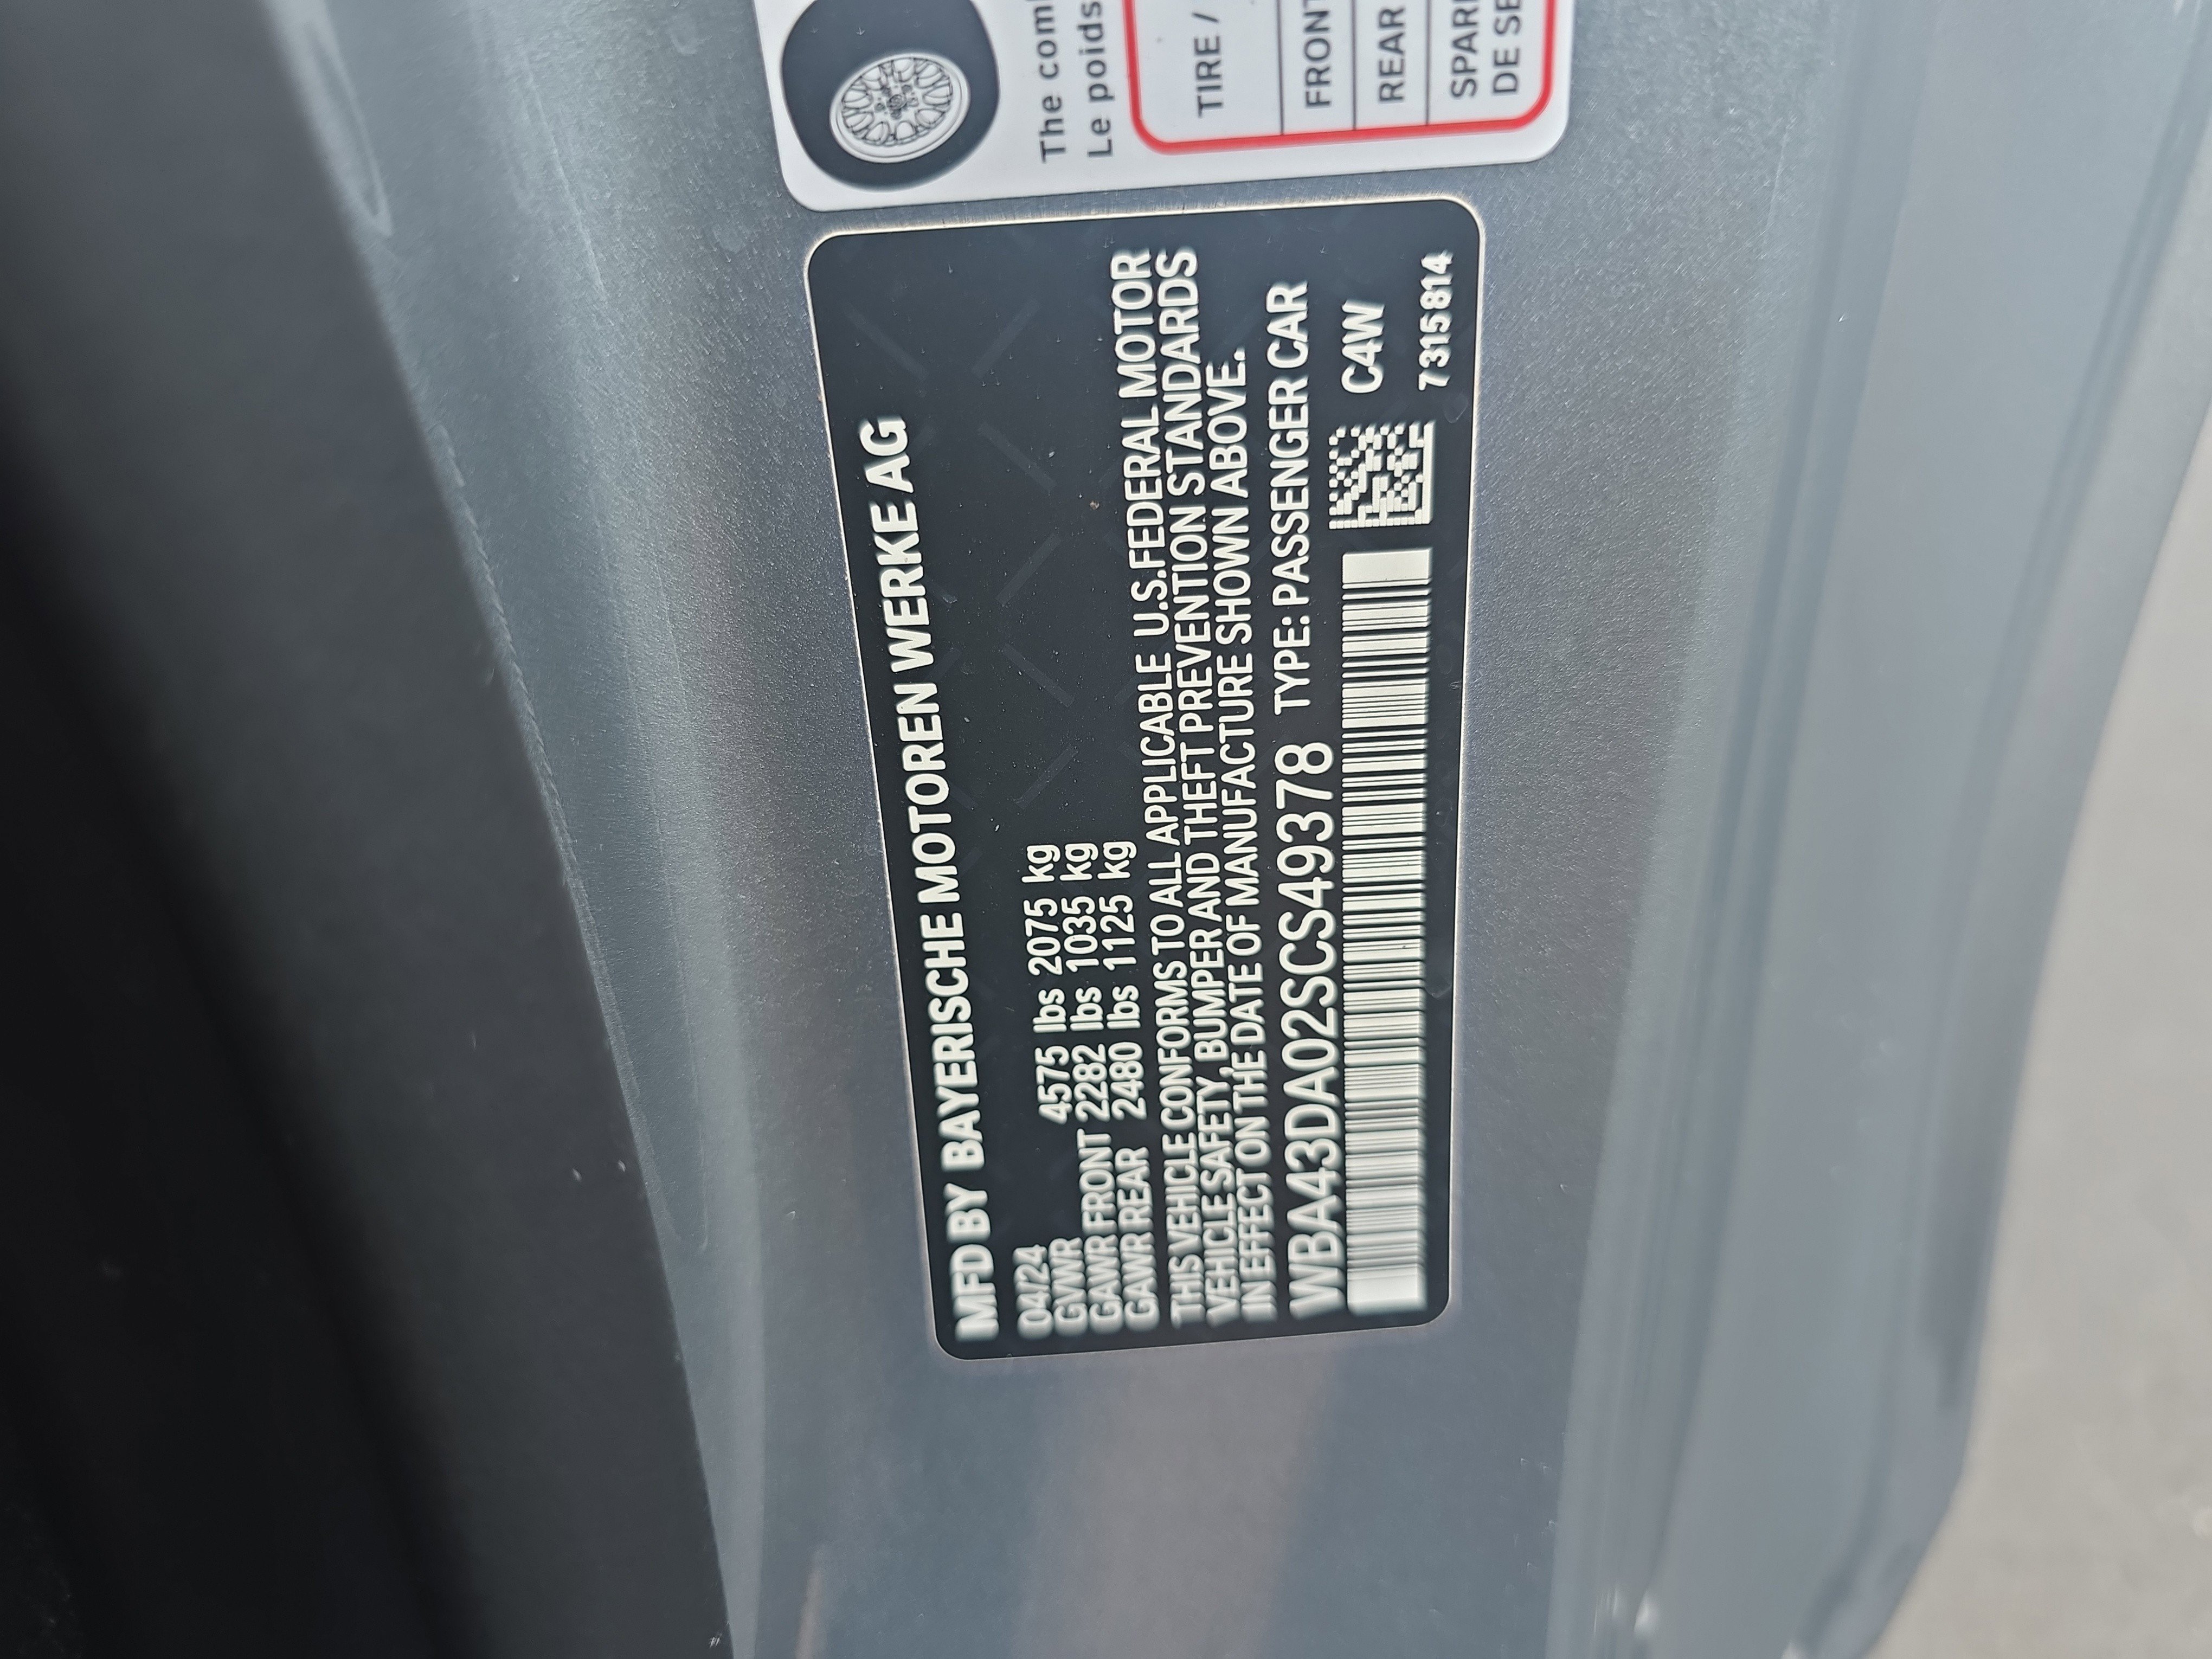 MFD BY BAYERISCHE MOTOREN WERKE AG
04/24
GVWR 4575 lbs 2075 kg
GAWR FRONT 2282 lbs 1035 kg
GAWR REAR 2480 lbs 1125 kg
THIS VEHICLE CONFORMS TO ALL APPLICABLE U.S. FEDERAL MOTOR
VEHICLE SAFETY, BUMPER AND THEFT PREVENTION STANDARDS
IN EFFECT ON THE DATE OF MANUFACTURE SHOWN ABOVE.
WBA43DA02SCS49378 TYPE: PASSENGER CAR
C4W
7315814
The
Le poids
TIRE /
FRONT
REAR
DE